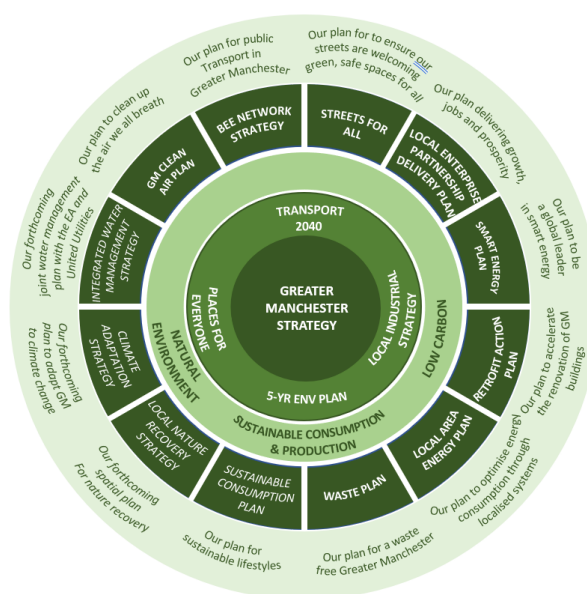 Our plan for public
Transport in
Greater Manchester
BEE NETWORK
STRATEGY
Our plan for to ensure our
streets are welcoming
green, safe spaces for all
STREETS FOR
ALL
Our plan delivering growth,
jobs and prosperity
LOCAL ENTERPRISE
PARTNERSHIP
DELIVERY PLAN
Our plan to be
a global leader
in smart energy
SMART ENERGY
PLAN
Our plan to accelerate
the renovation of GM
buildings
RETROFIT ACTION
PLAN
Our plan to optimise energy
consumption through
localised systems
LOCAL AREA
ENERGY PLAN
Our plan for a waste
free Greater Manchester
WASTE PLAN
Our plan for
sustainable lifestyles
SUSTAINABLE
CONSUMPTION
PLAN
Our forthcoming
spatial plan
For nature recovery
LOCAL NATURE
RECOVERY
STRATEGY
Our forthcoming
plan to adapt GM
to climate change
CLIMATE
ADAPTATION
STRATEGY
Our forthcoming
joint water management
plan with the EA and
United Utilities
INTEGRATED WATER
MANAGEMENT
STRATEGY
Our plan to clean up
the air we all breath
GM CLEAN
AIR PLAN
NATURAL
ENVIRONMENT
LOW CARBON
SUSTAINABLE CONSUMPTION
& PRODUCTION
TRANSPORT
2040
PLACES FOR
EVERYONE
LOCAL INDUSTRIAL
STRATEGY
5-YR ENV PLAN
GREATER
MANCHESTER
STRATEGY